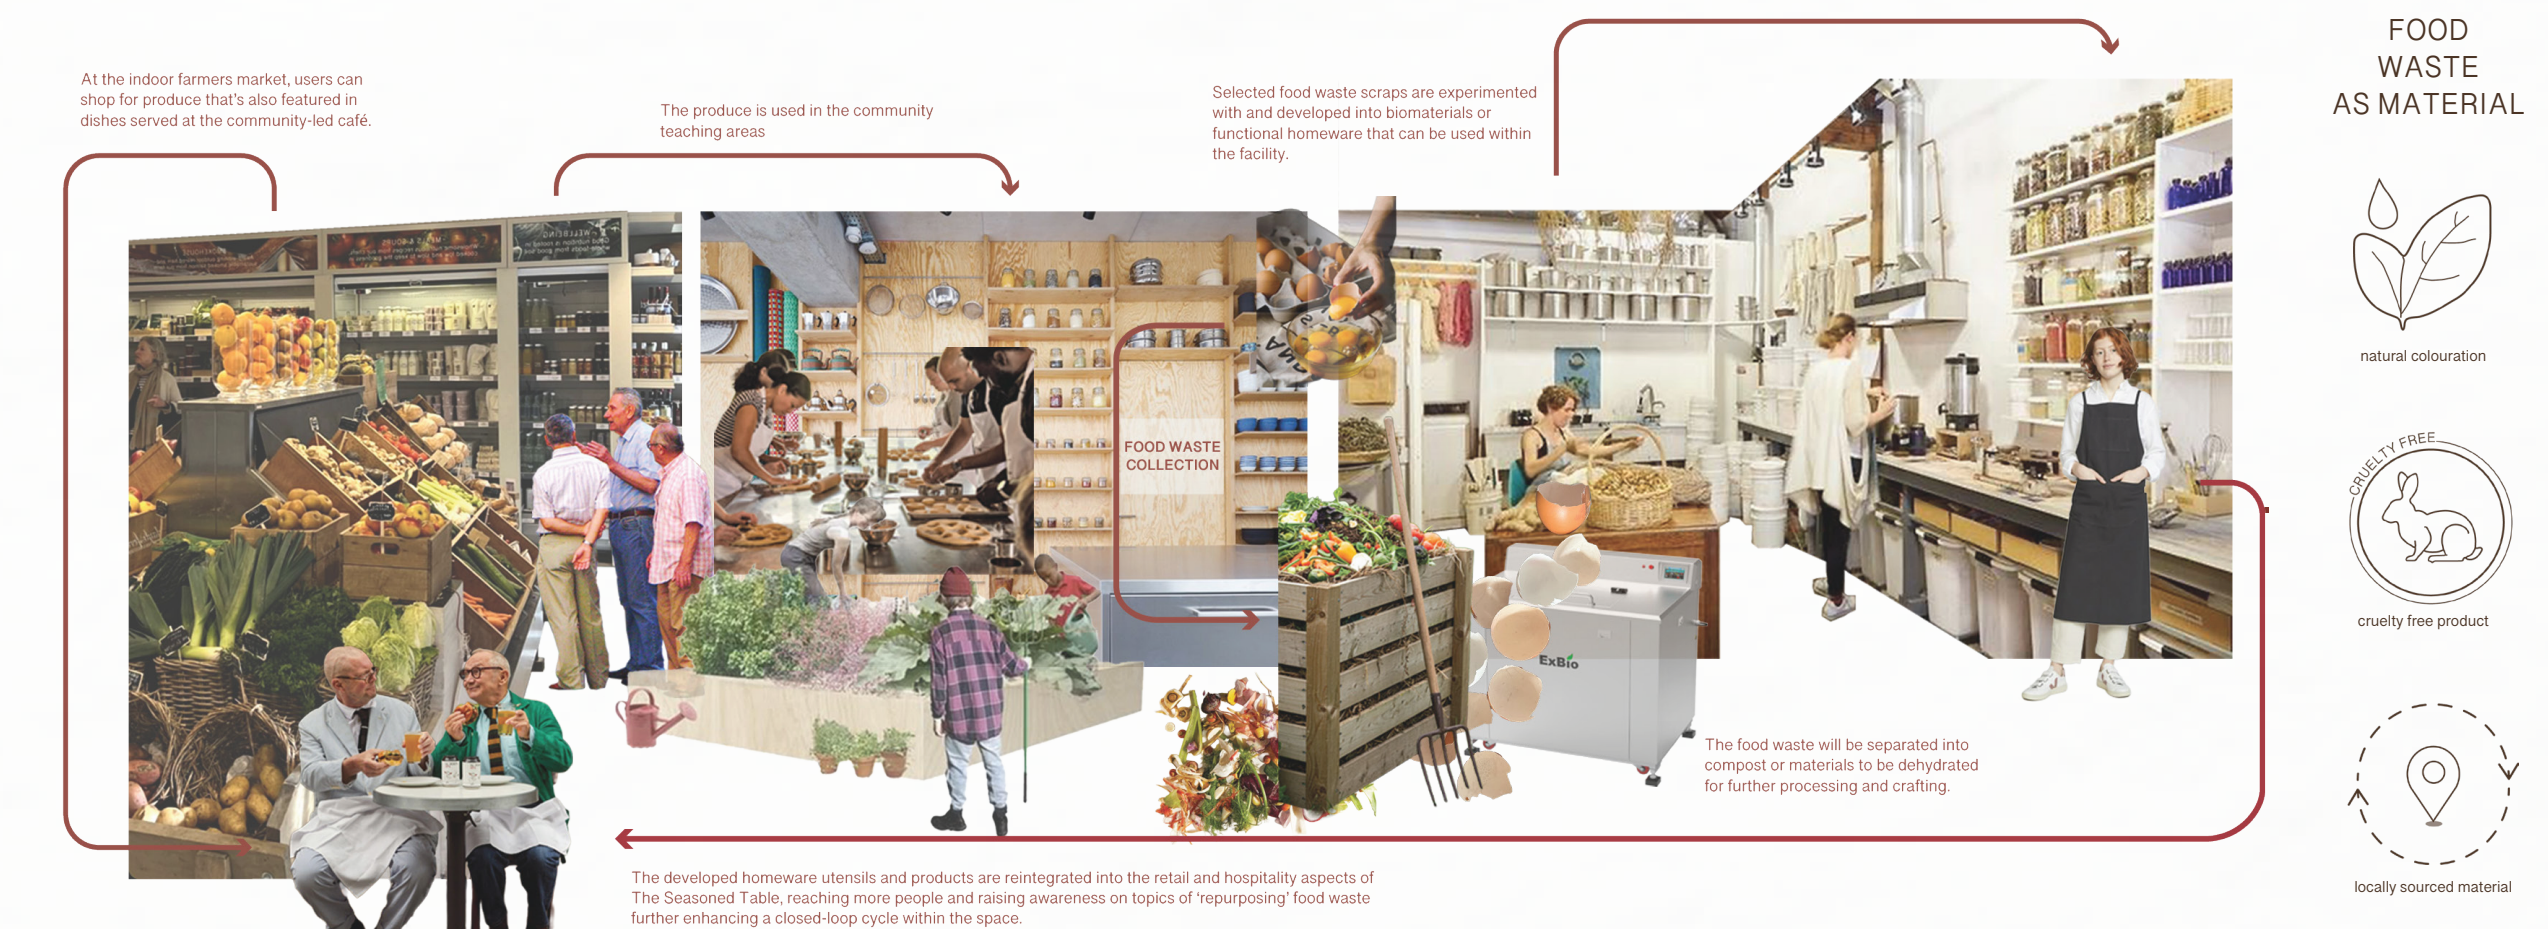 At the indoor farmers market, users can
shop for produce that's also featured in
dishes served at the community-led café.
The produce is used in the community
teaching areas
Selected food waste scraps are experimented
with and developed into biomaterials or
functional homeware that can be used within
the facility.
FOOD
WASTE
AS MATERIAL
natural colouration
CRUELTY FREE
cruelty free product
locally sourced material
FOOD WASTE
COLLECTION
ExBio
The food waste will be separated into
compost or materials to be dehydrated
for further processing and crafting.
The developed homeware utensils and products are reintegrated into the retail and hospitality aspects of
The Seasoned Table, reaching more people and raising awareness on topics of ‘repurposing’ food waste
further enhancing a closed-loop cycle within the space.